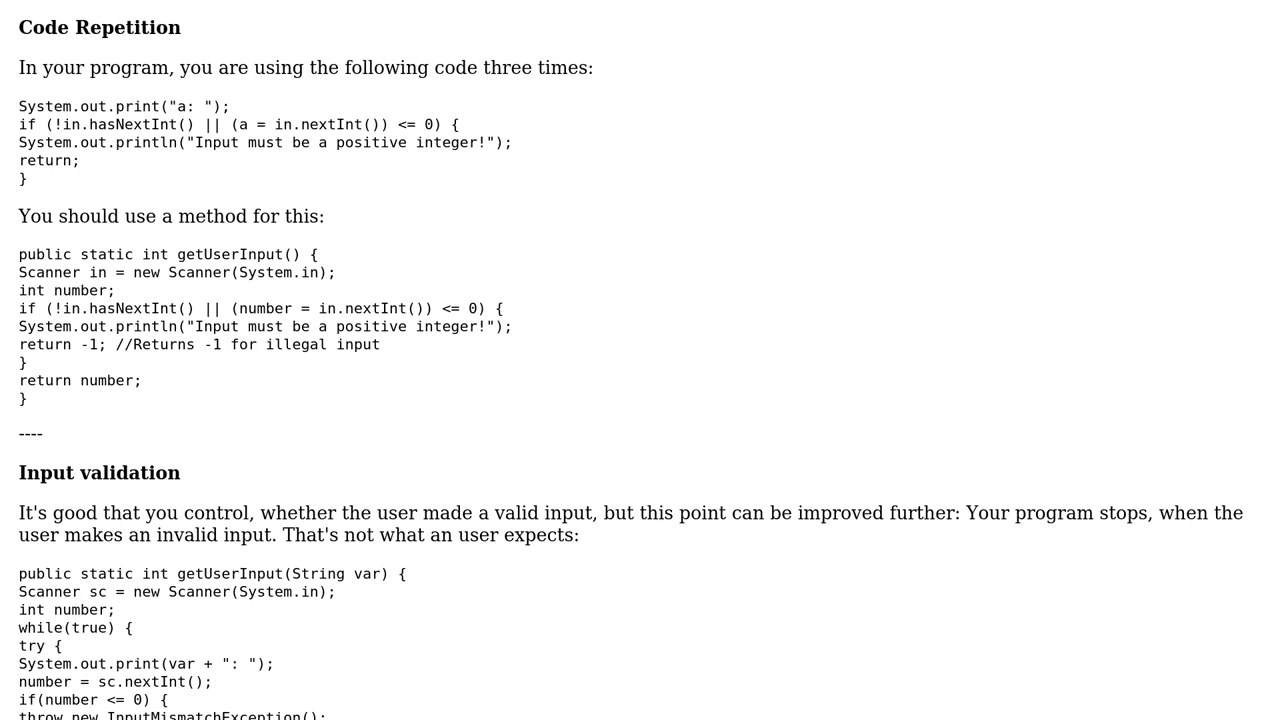 Code Repetition
In your program, you are using the following code three times:
System.out.print("a: ");
if (!in.hasNextInt() || (a = in.nextInt()) <= 0) {
System.out.println("Input must be a positive integer!");
return;
}
You should use a method for this:
public static int getUserInput() {
Scanner in = new Scanner(System.in);
int number;
if (!in.hasNextInt() || (number = in.nextInt()) <= 0) {
System.out.println("Input must be a positive integer!");
return -1; //Returns -1 for illegal input
}
return number;
}
----
Input validation
It's good that you control, whether the user made a valid input, but this point can be improved further: Your program stops, when the
user makes an invalid input. That's not what an user expects:
public static int getUserInput(String var) {
Scanner sc = new Scanner(System.in);
int number;
while(true) {
try {
System.out.print(var + ": ");
number = sc.nextInt();
if(number <= 0) {
throw new InputMismatchException();